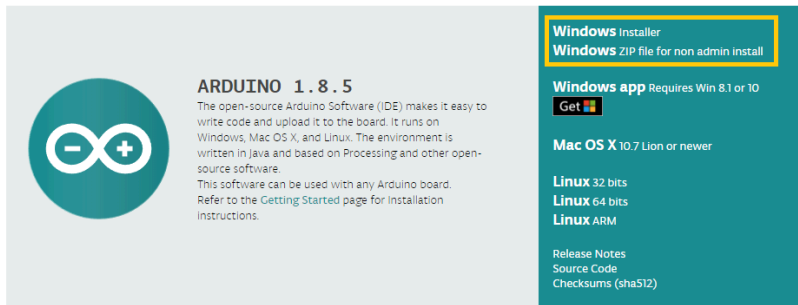 ARDUINO 1.8.5
The open-source Arduino Software (IDE) makes it easy to
write code and upload it to the board. It runs on
Windows, Mac OS X, and Linux. The environment is
written in Java and based on Processing and other open-
source software.
This software can be used with any Arduino board.
Refer to the Getting Started page for Installation
instructions.
Windows Installer
Windows ZIP file for non admin install
Windows app Requires Win 8.1 or 10
Get
Mac OS X 10.7 Lion or newer
Linux 32 bits
Linux 64 bits
Linux ARM
Release Notes
Source Code
Checksums (sha512)